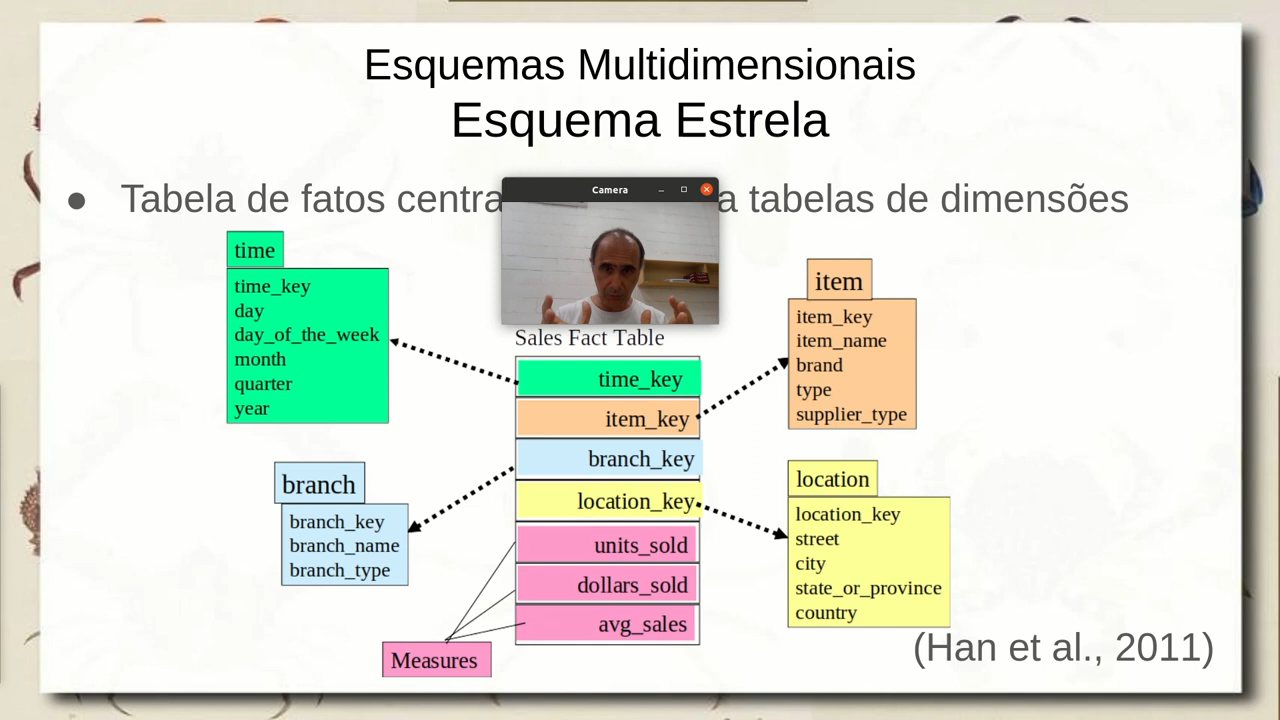 Esquemas Multidimensionais
Esquema Estrela
● Tabela de fatos a tabelas de dimensões
Camera
time
time_key
day
day_of_the_week
month
quarter
year
item
item_key
item_name
brand
type
supplier_type
Sales Fact Table
time_key
item_key
branch_key
location_key
units_sold
dollars_sold
avg_sales
branch
branch_key
branch_name
branch_type
location
location_key
street
city
state_or_province
country
Measures
(Han et al., 2011)